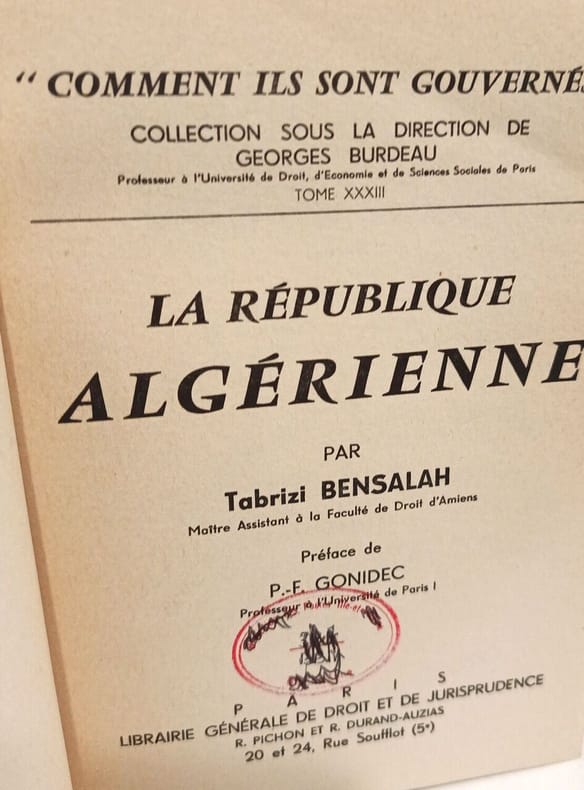 “ COMMENT ILS SONT GOUVERNÉS
COLLECTION SOUS LA DIRECTION DE
GEORGES BURDEAU
Professeur à l'Université de Droit, d'Economie et de Sciences Sociales de Paris
TOME XXXIII
LA RÉPUBLIQUE
ALGÉRIENNE
PAR
Tabrizi BENSALAH
Maître Assistant à la Faculté de Droit d'Amiens
Préface de
P.-F. GONIDEC
Professeur à l'Université de Paris I
PARIS
LIBRAIRIE GÉNÉRALE DE DROIT ET DE JURISPRUDENCE
R. PICHON ET R. DURAND-AUZIAS
20 et 24, Rue Soufflot (5e)